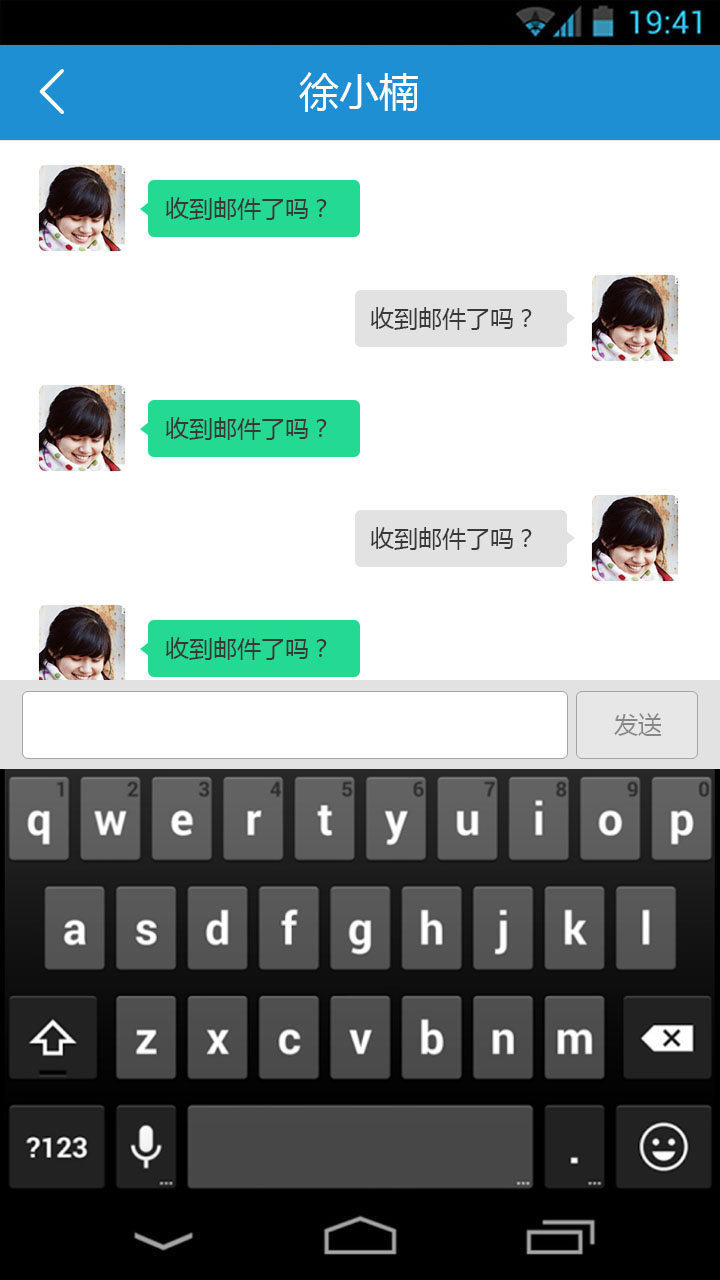 19:41
徐小楠
收到邮件了吗？
收到邮件了吗？
收到邮件了吗？
收到邮件了吗？
收到邮件了吗？
发送
1 2 3 4 5 6 7 8 9 0
q w e r t y u i o p
a s d f g h j k l
z x c v b n m
?123 . ... ... ...